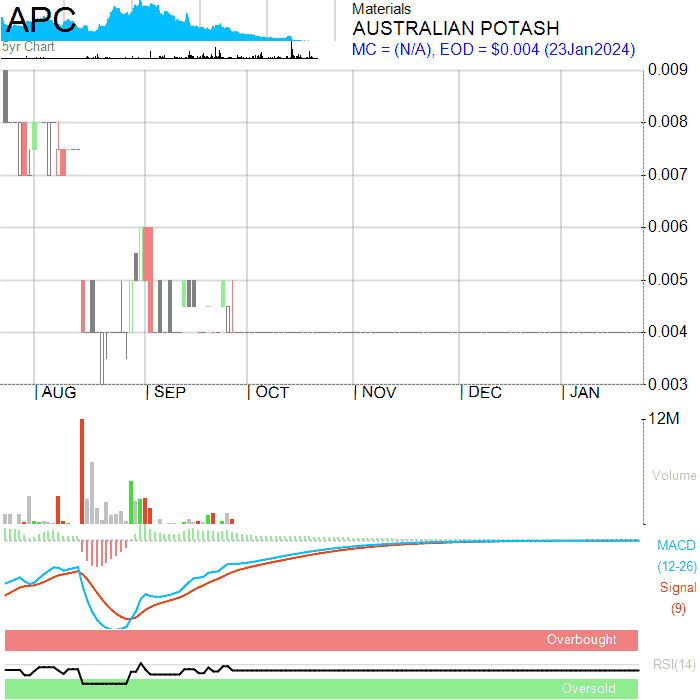 APC
Materials
AUSTRALIAN POTASH
5yr Chart
MC = (N/A), EOD = $0.004 (23Jan2024)
0.009
0.008
0.007
0.006
0.005
0.004
0.003
AUG SEP OCT NOV DEC JAN
12M
Volume
MACD
(12-26)
Signal
(9)
Overbought
RSI(14)
Oversold